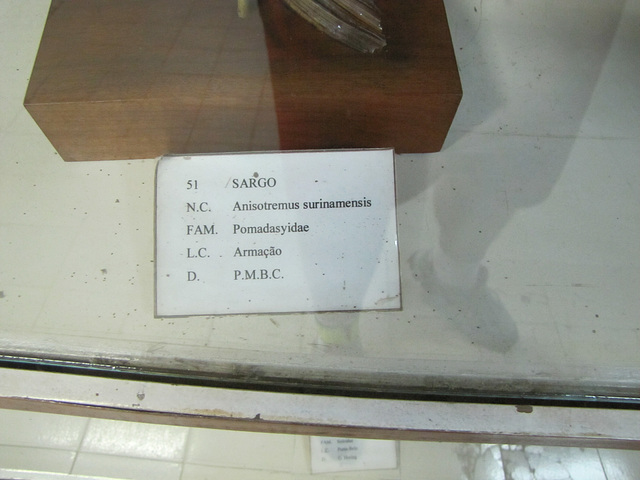 51 SARGO
N.C. Anisotremus surinamensis
FAM. Pomadasyidae
L.C. Armação
D. P.M.B.C.